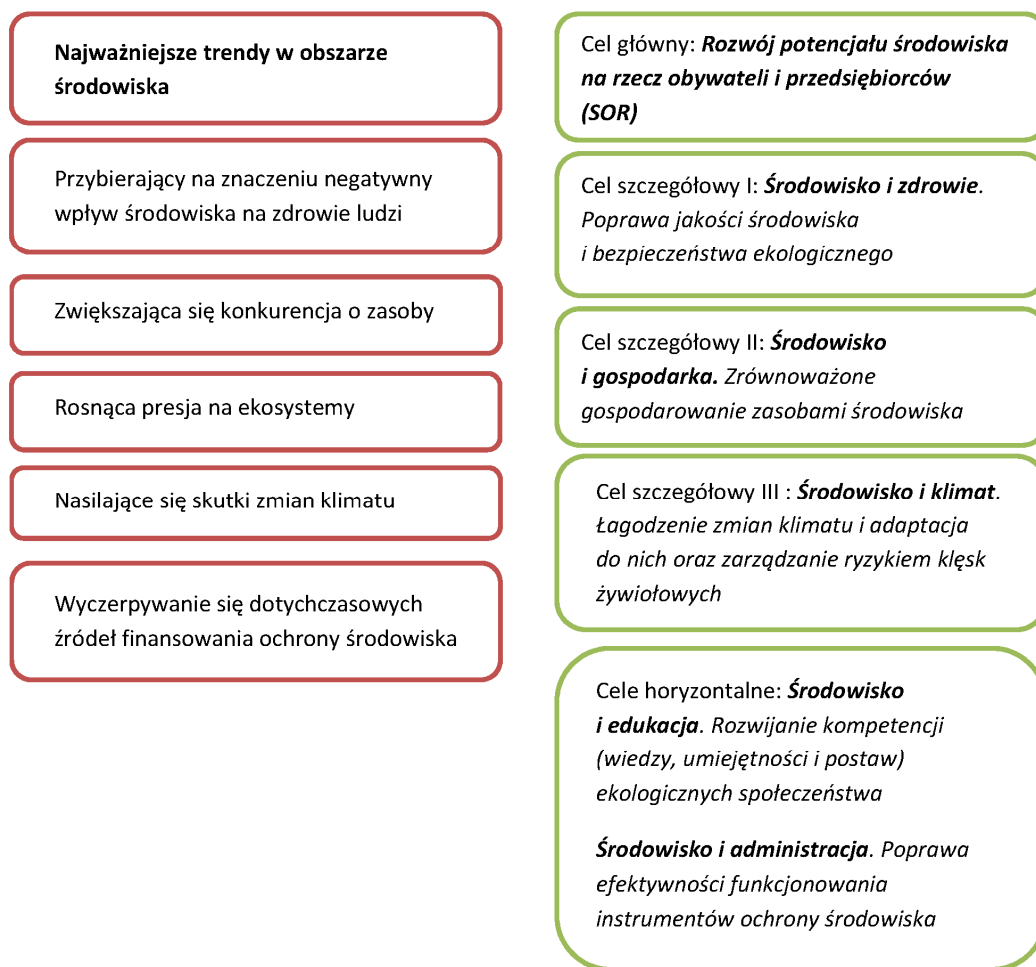 Najważniejsze trendy w obszarze
środowiska
Przybierający na znaczeniu negatywny
wpływ środowiska na zdrowie ludzi
Zwiększająca się konkurencja o zasoby
Rosnąca presja na ekosystemy
Nasilające się skutki zmian klimatu
Wyczerpywanie się dotychczasowych
źródeł finansowania ochrony środowiska
Cel główny: Rozwój potencjału środowiska
na rzecz obywateli i przedsiębiorców
(SOR)
Cel szczegółowy I: Środowisko i zdrowie.
Poprawa jakości środowiska
i bezpieczeństwa ekologicznego
Cel szczegółowy II: Środowisko
i gospodarka. Zrównoważone
gospodarowanie zasobami środowiska
Cel szczegółowy III : Środowisko i klimat.
Łagodzenie zmian klimatu i adaptacja
do nich oraz zarządzanie ryzykiem klęsk
żywiołowych
Cele horyzontalne: Środowisko
i edukacja. Rozwijanie kompetencji
(wiedzy, umiejętności i postaw)
ekologicznych społeczeństwa
Środowisko i administracja. Poprawa
efektywności funkcjonowania
instrumentów ochrony środowiska